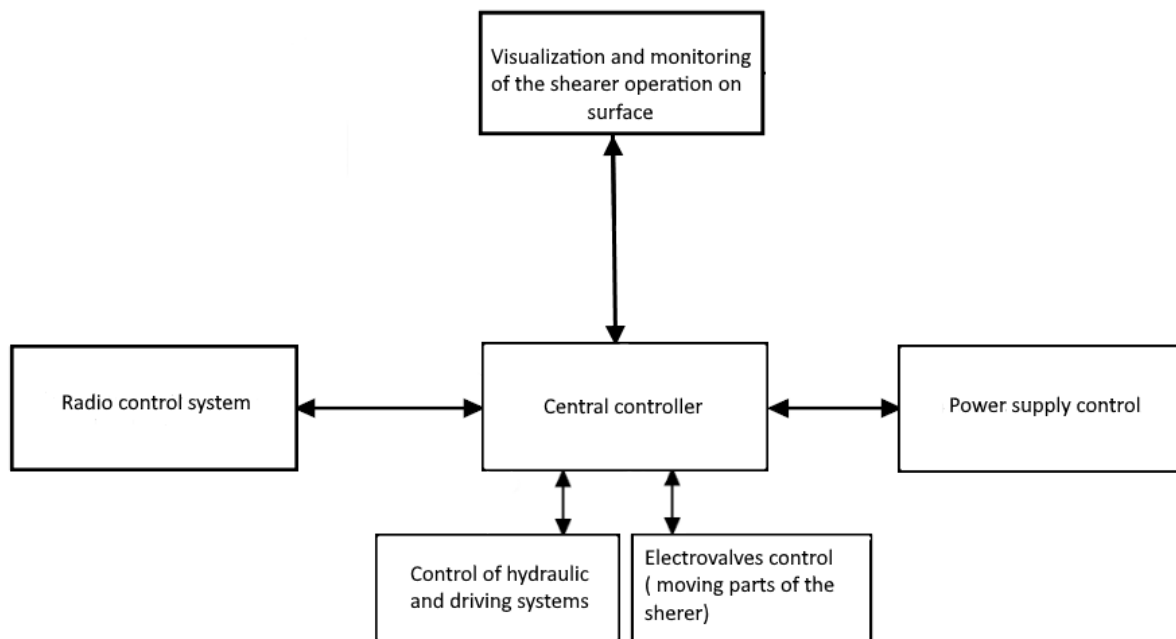 Visualization and monitoring
of the shearer operation on
surface
Radio control system
Central controller
Power supply control
Control of hydraulic
and driving systems
Electrovalves control
( moving parts of the
sherer)